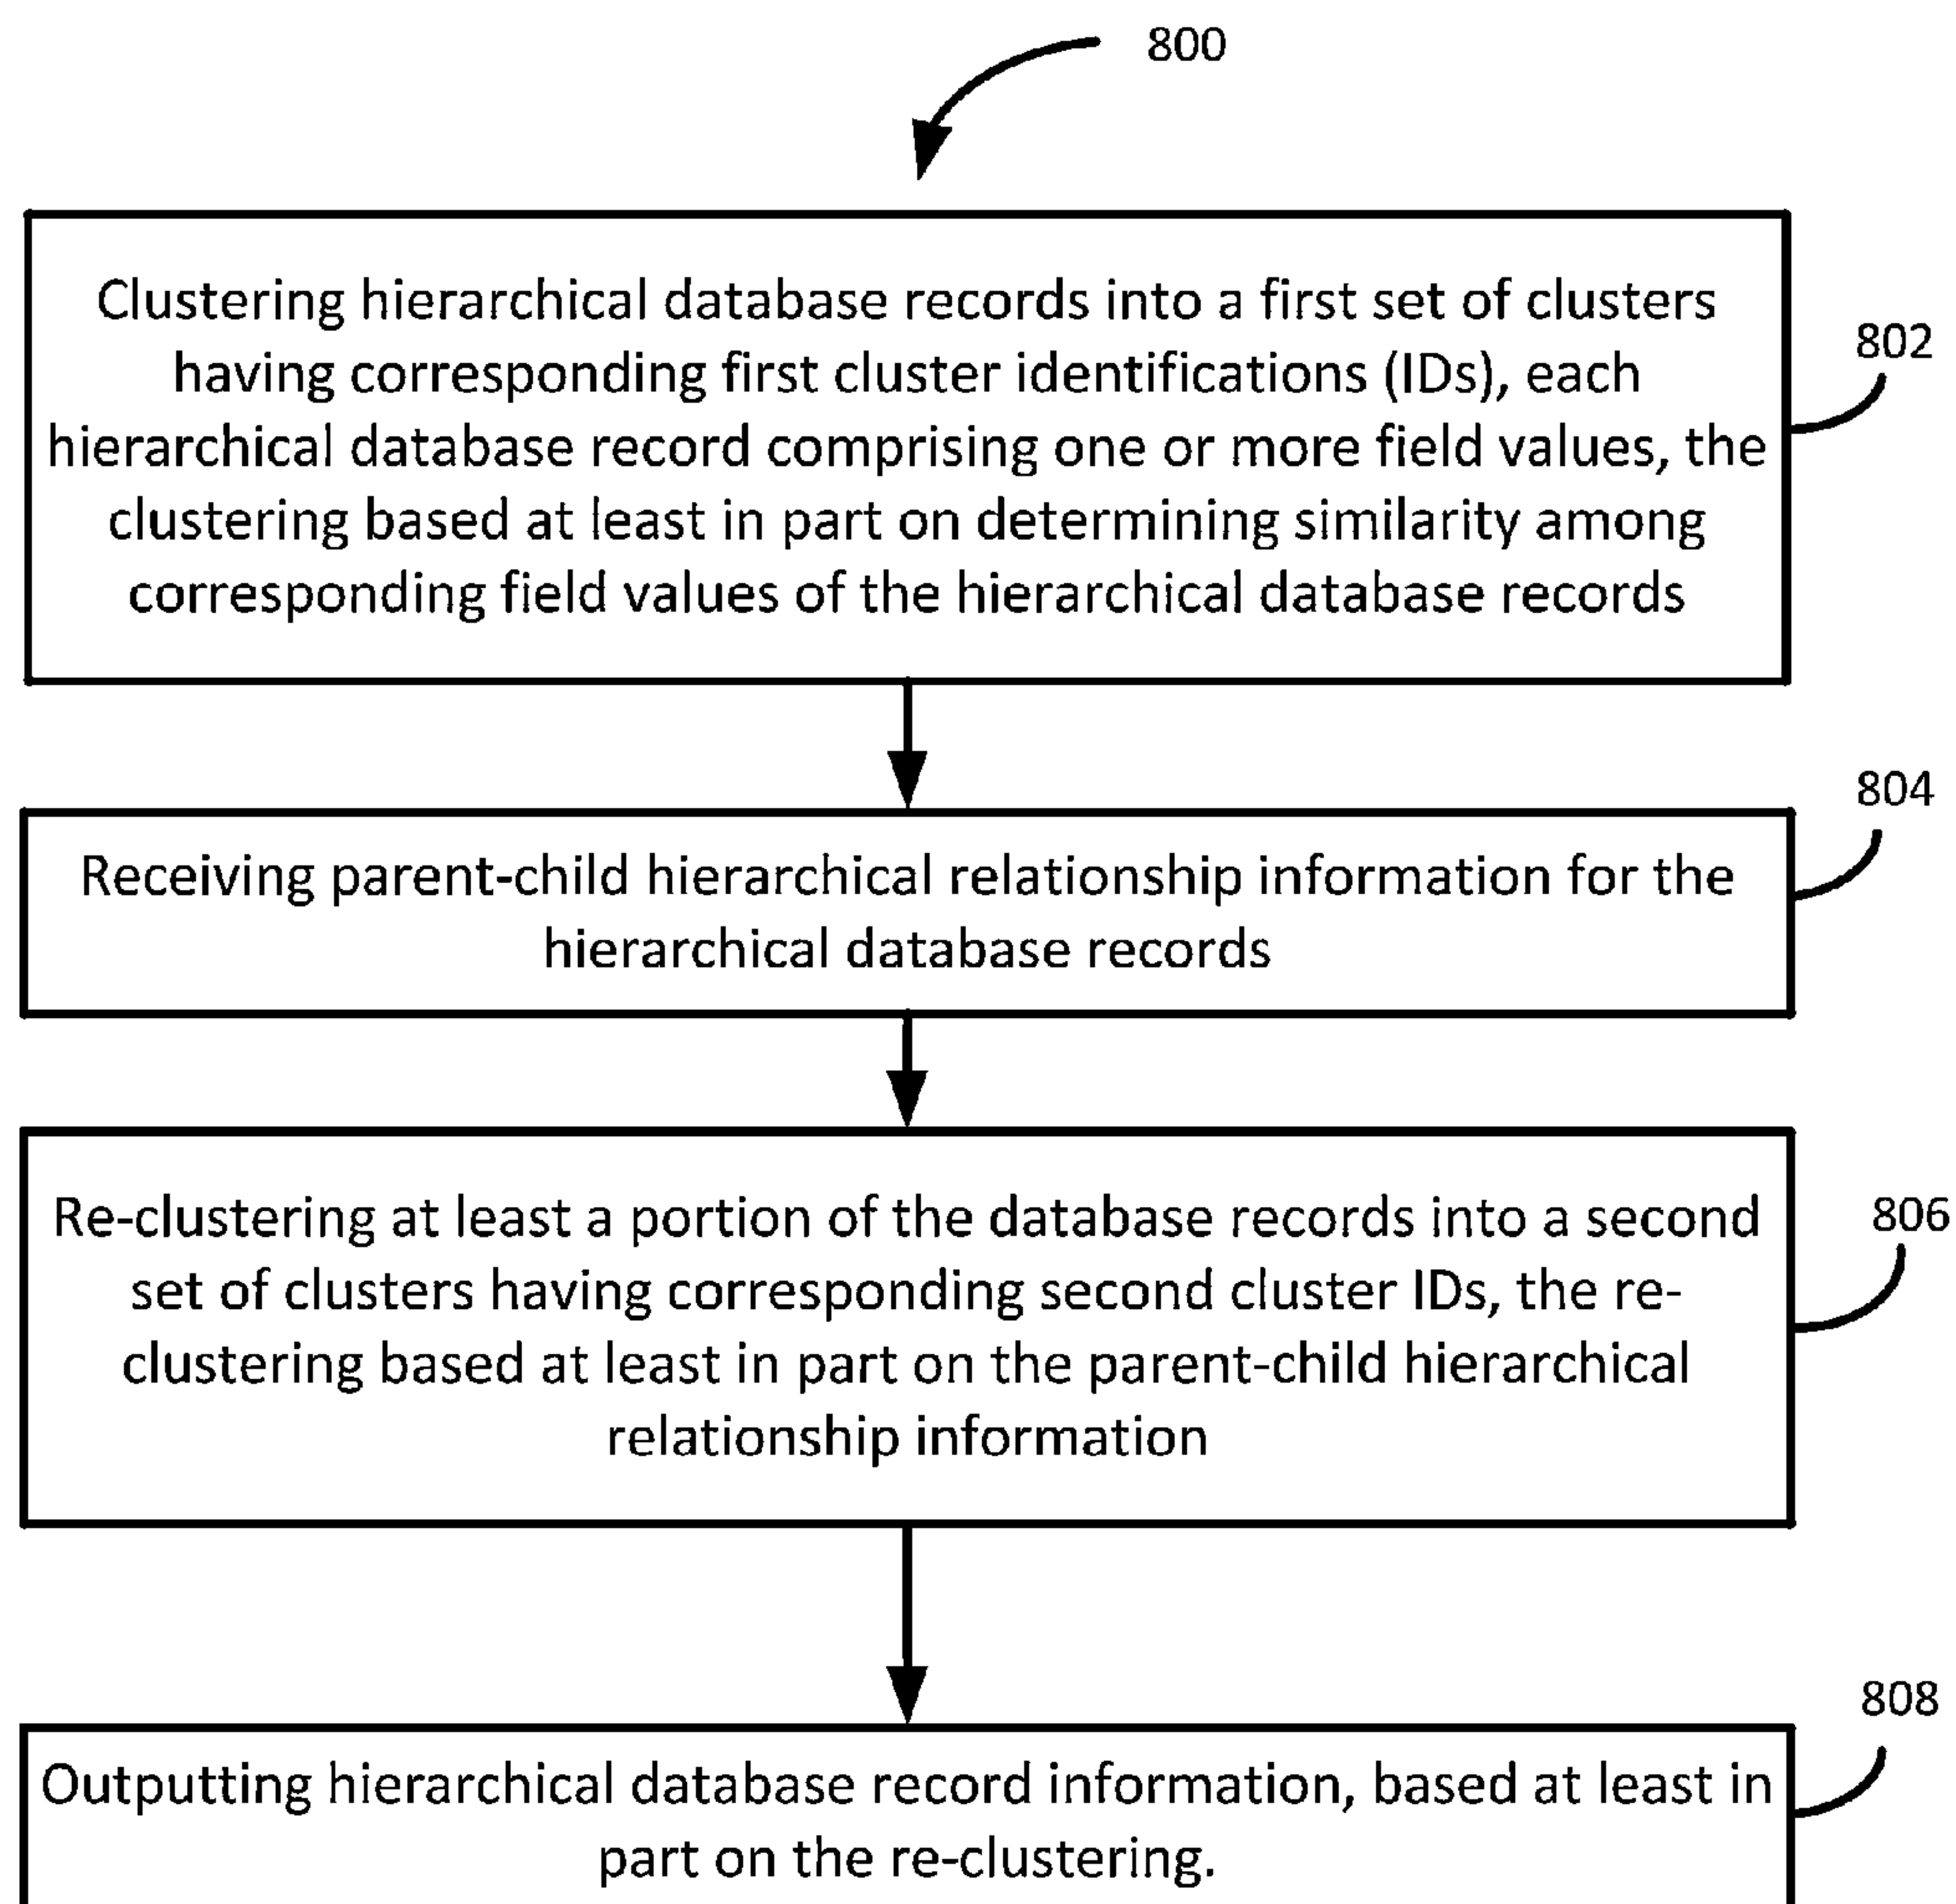 800
Clustering hierarchical database records into a first set of clusters
having corresponding first cluster identifications (IDs), each
hierarchical database record comprising one or more field values, the
clustering based at least in part on determining similarity among
corresponding field values of the hierarchical database records
802
Receiving parent-child hierarchical relationship information for the
hierarchical database records
804
Re-clustering at least a portion of the database records into a second
set of clusters having corresponding second cluster IDs, the re-
clustering based at least in part on the parent-child hierarchical
relationship information
806
Outputting hierarchical database record information, based at least in
part on the re-clustering.
808